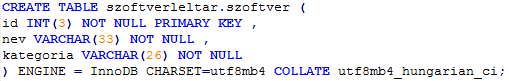 CREATE TABLE szoftverleltar.szoftver (
id INT(3) NOT NULL PRIMARY KEY ,
nev VARCHAR(33) NOT NULL ,
kategoria VARCHAR(26) NOT NULL
) ENGINE = InnoDB CHARSET=utf8mb4 COLLATE utf8mb4_hungarian_ci;